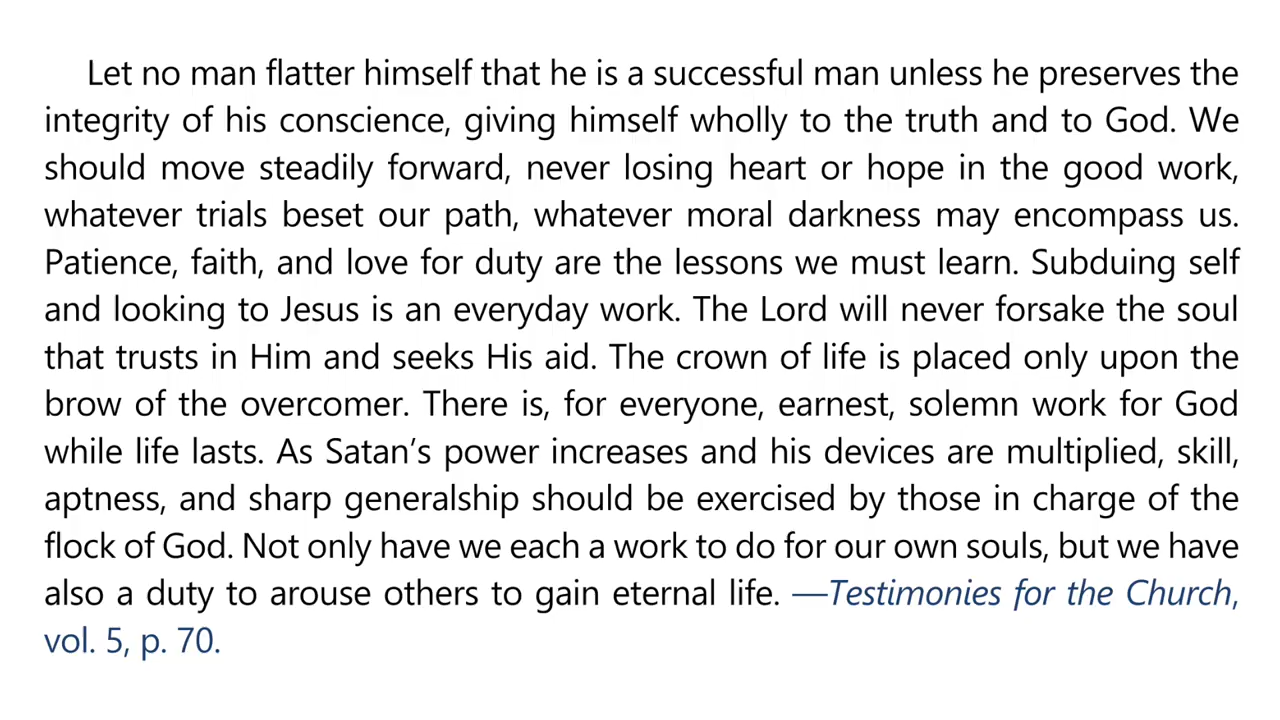 Let no man flatter himself that he is a successful man unless he preserves the
integrity of his conscience, giving himself wholly to the truth and to God. We
should move steadily forward, never losing heart or hope in the good work,
whatever trials beset our path, whatever moral darkness may encompass us.
Patience, faith, and love for duty are the lessons we must learn. Subduing self
and looking to Jesus is an everyday work. The Lord will never forsake the soul
that trusts in Him and seeks His aid. The crown of life is placed only upon the
brow of the overcomer. There is, for everyone, earnest, solemn work for God
while life lasts. As Satan’s power increases and his devices are multiplied, skill,
aptness, and sharp generalship should be exercised by those in charge of the
flock of God. Not only have we each a work to do for our own souls, but we have
also a duty to arouse others to gain eternal life. —Testimonies for the Church,
vol. 5, p. 70.